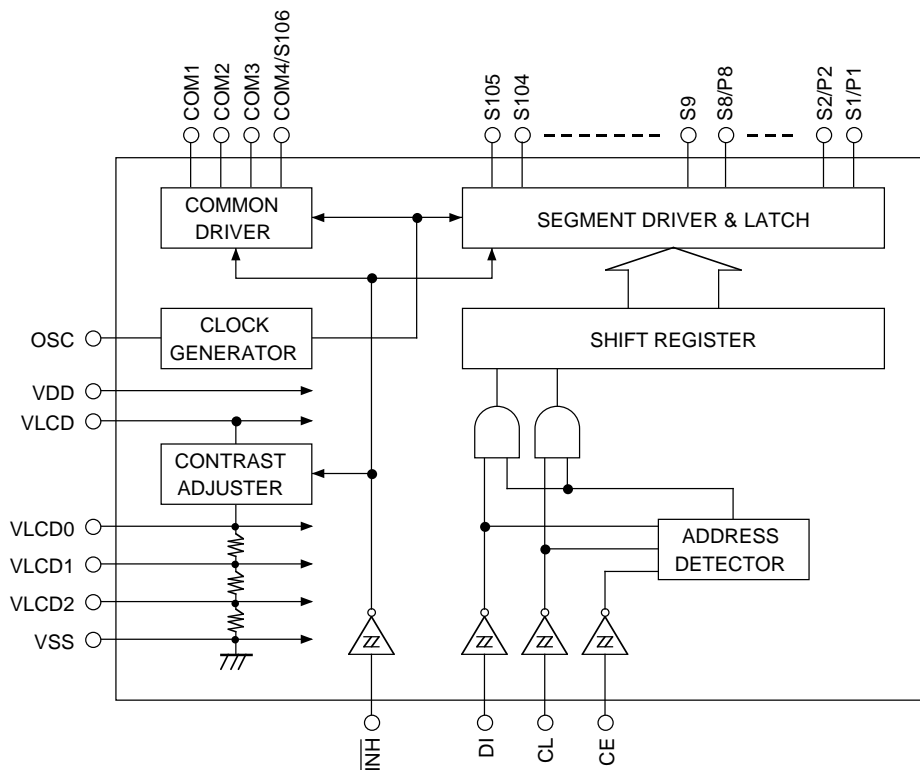 COM1
COM2
COM3
COM4/S106
S105
S104
S9
S8/P8
S2/P2
S1/P1
COMMON
DRIVER
SEGMENT DRIVER & LATCH
OSC
CLOCK
GENERATOR
SHIFT REGISTER
VDD
VLCD
CONTRAST
ADJUSTER
VLCD0
VLCD1
VLCD2
VSS
ADDRESS
DETECTOR
INH
DI
CL
CE